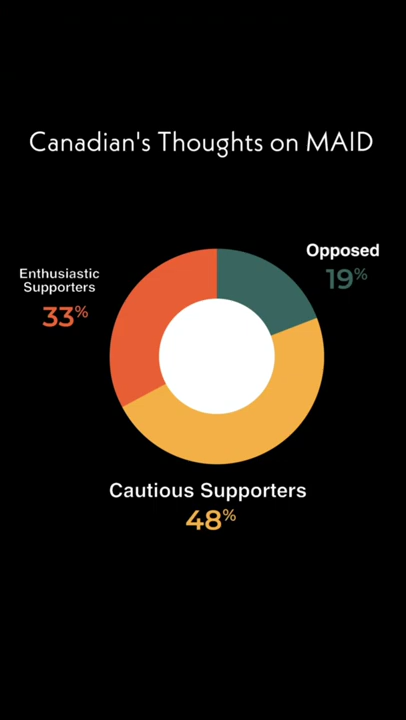 Canadian's Thoughts on MAID
Opposed
19%
Enthusiastic
Supporters
33%
Cautious Supporters
48%